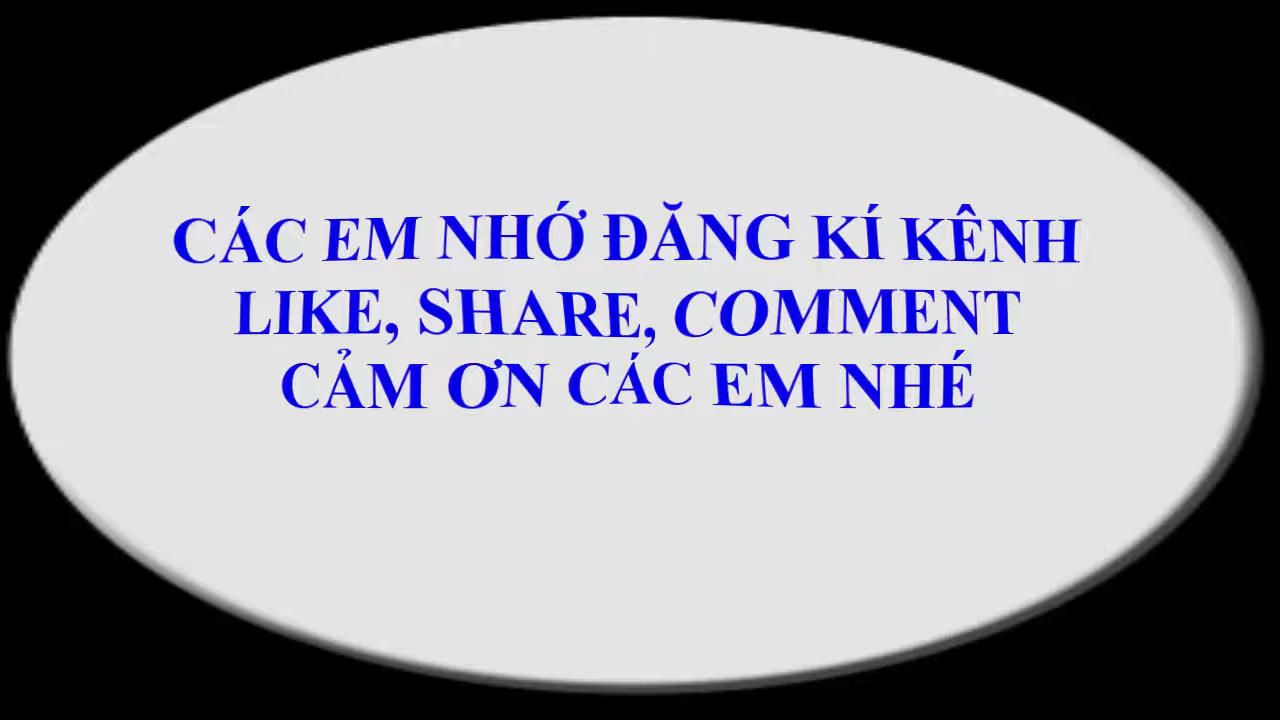 CÁC EM NHỚ ĐĂNG KÍ KÊNH
LIKE, SHARE, COMMENT
CẢM ƠN CÁC EM NHÉ